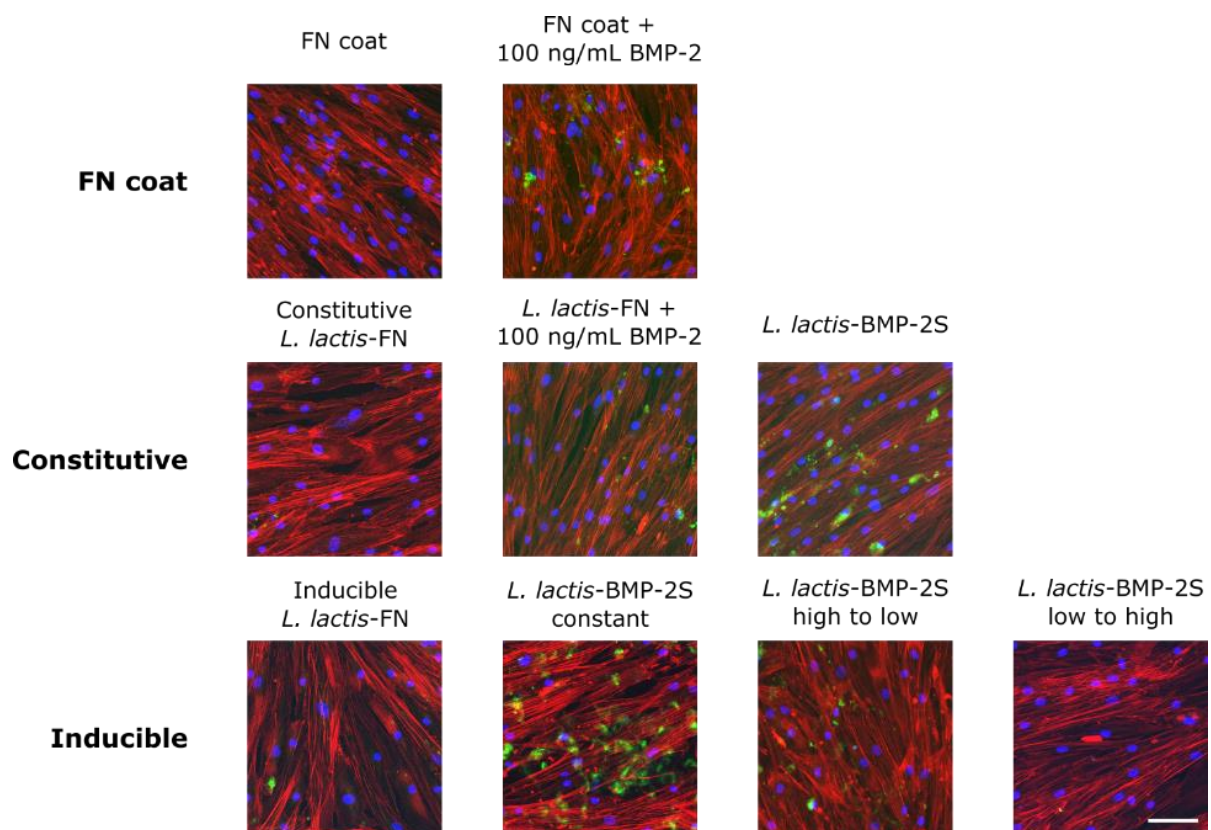 FN coat
FN coat +
100 ng/mL BMP-2
FN coat
Constitutive
L. lactis-FN
L. lactis-FN +
100 ng/mL BMP-2
L. lactis-BMP-2S
Constitutive
Inducible
L. lactis-FN
L. lactis-BMP-2S
constant
L. lactis-BMP-2S
high to low
L. lactis-BMP-2S
low to high
Inducible